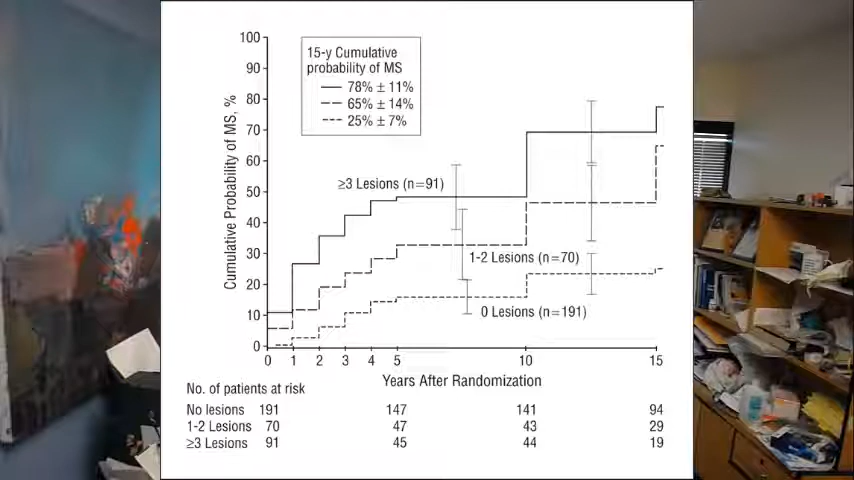 15-y Cumulative
probability of MS
78% ± 11%
65% ± 14%
25% ± 7%
Cumulative Probability of MS, %
100
90
80
70
60
50
40
30
20
10
0
≥3 Lesions (n=91)
1-2 Lesions (n=70)
0 Lesions (n=191)
0 1 2 3 4 5 10 15
Years After Randomization
No. of patients at risk
No lesions 191 147 141 94
1-2 Lesions 70 47 43 29
≥3 Lesions 91 45 44 19